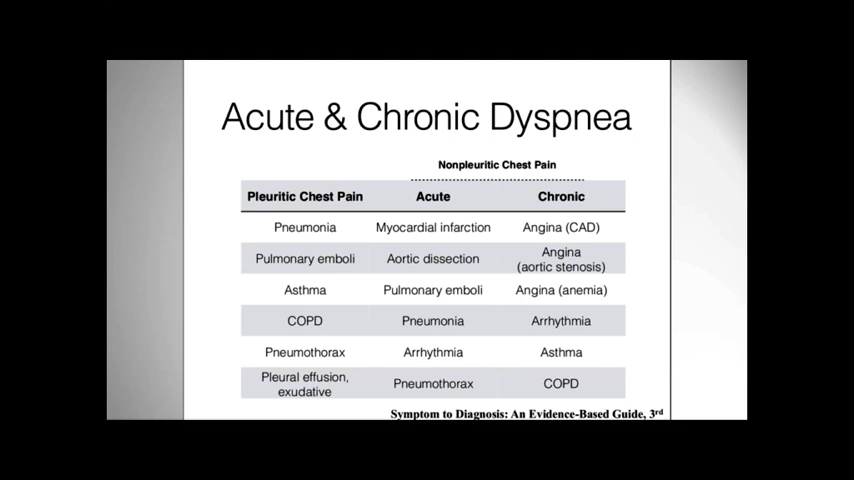 Acute & Chronic Dyspnea
Nonpleuritic Chest Pain
Pleuritic Chest Pain Acute Chronic
Pneumonia Myocardial infarction Angina (CAD)
Pulmonary emboli Aortic dissection Angina
(aortic stenosis)
Asthma Pulmonary emboli Angina (anemia)
COPD Pneumonia Arrhythmia
Pneumothorax Arrhythmia Asthma
Pleural effusion,
exudative Pneumothorax COPD
Symptom to Diagnosis: An Evidence-Based Guide, 3rd